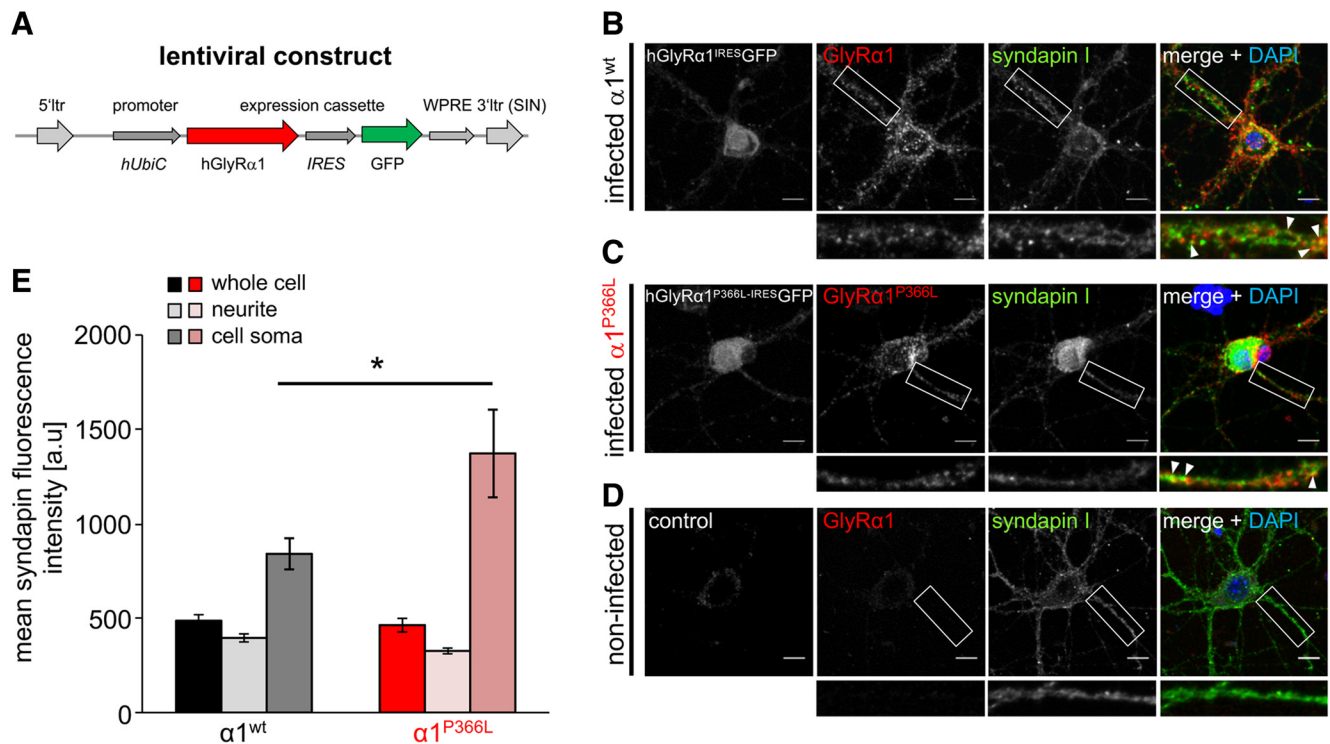 A
lentiviral construct
5'ltr promoter expression cassette WPRE 3'ltr (SIN)
hUbiC hGlyRα1 IRES GFP
B
infected α1wt
hGlyRα1IRESGFP
GlyRα1
syndapin I
merge + DAPI
C
infected α1P366L
hGlyRα1P366L-IRESGFP
GlyRα1P366L
syndapin I
merge + DAPI
D
non-infected
control
GlyRα1
syndapin I
merge + DAPI
E
whole cell
neurite
cell soma
mean syndapin fluorescence
intensity [a.u]
2000
1500
1000
500
0
*
α1wt
α1P366L